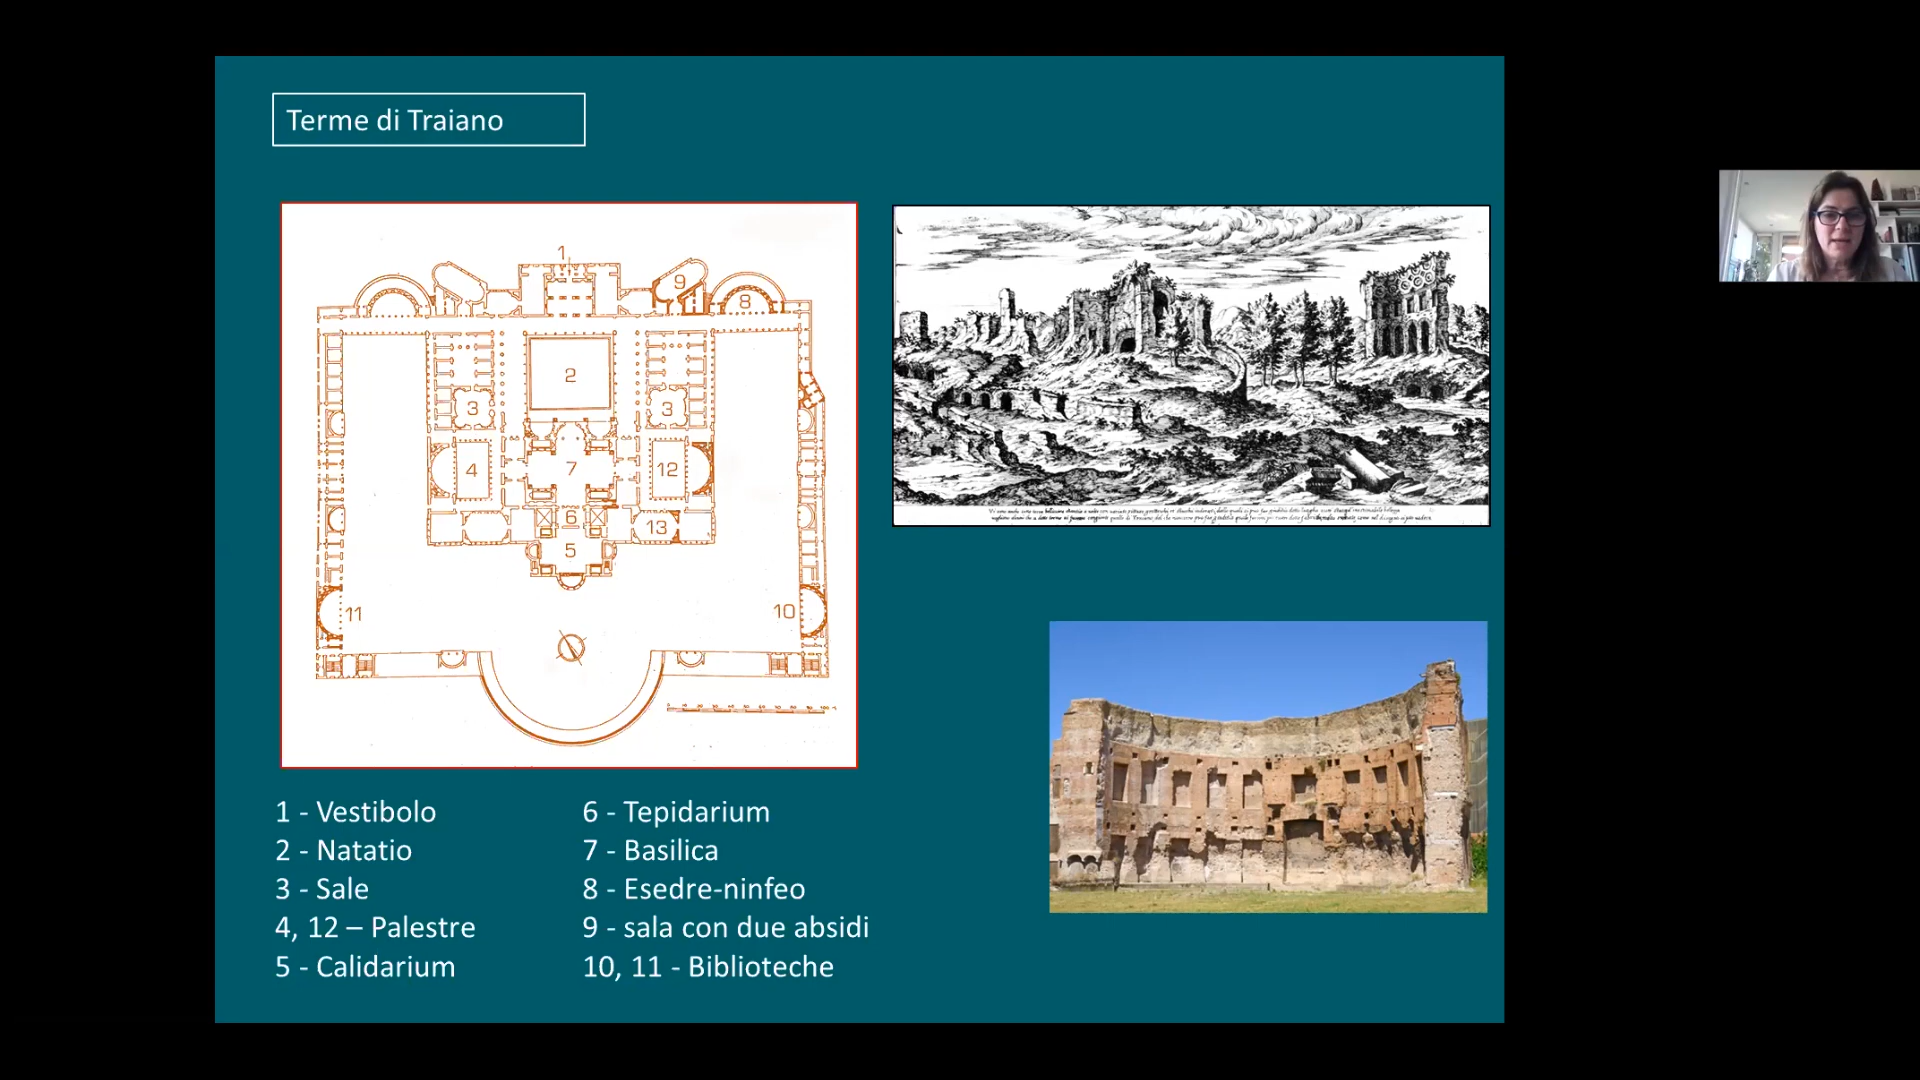 Terme di Traiano
1
9
8
2
3
3
4
7
12
6
13
5
11
10
1 - Vestibolo
2 - Natatio
3 - Sale
4, 12 – Palestre
5 - Calidarium
6 - Tepidarium
7 - Basilica
8 - Esedre-ninfeo
9 - sala con due absidi
10, 11 - Biblioteche